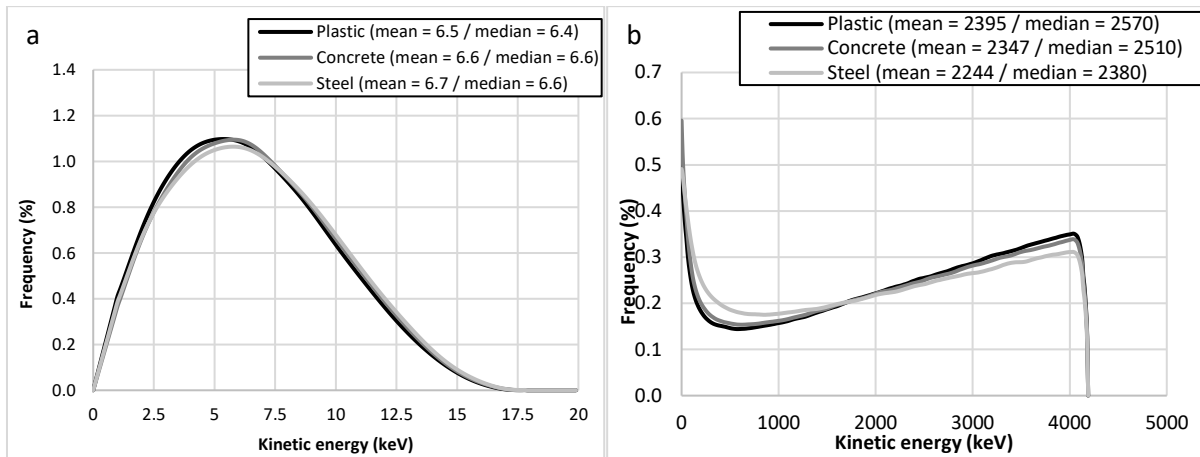 a
Plastic (mean = 6.5 / median = 6.4)
Concrete (mean = 6.6 / median = 6.6)
Steel (mean = 6.7 / median = 6.6)
1.4
1.2
1.0
0.8
0.6
0.4
0.2
0.0
Frequency (%)
0 2.5 5 7.5 10 12.5 15 17.5 20
Kinetic energy (keV)
b
Plastic (mean = 2395 / median = 2570)
Concrete (mean = 2347 / median = 2510)
Steel (mean = 2244 / median = 2380)
0.7
0.6
0.5
0.4
0.3
0.2
0.1
0.0
Frequency (%)
0 1000 2000 3000 4000 5000
Kinetic energy (keV)